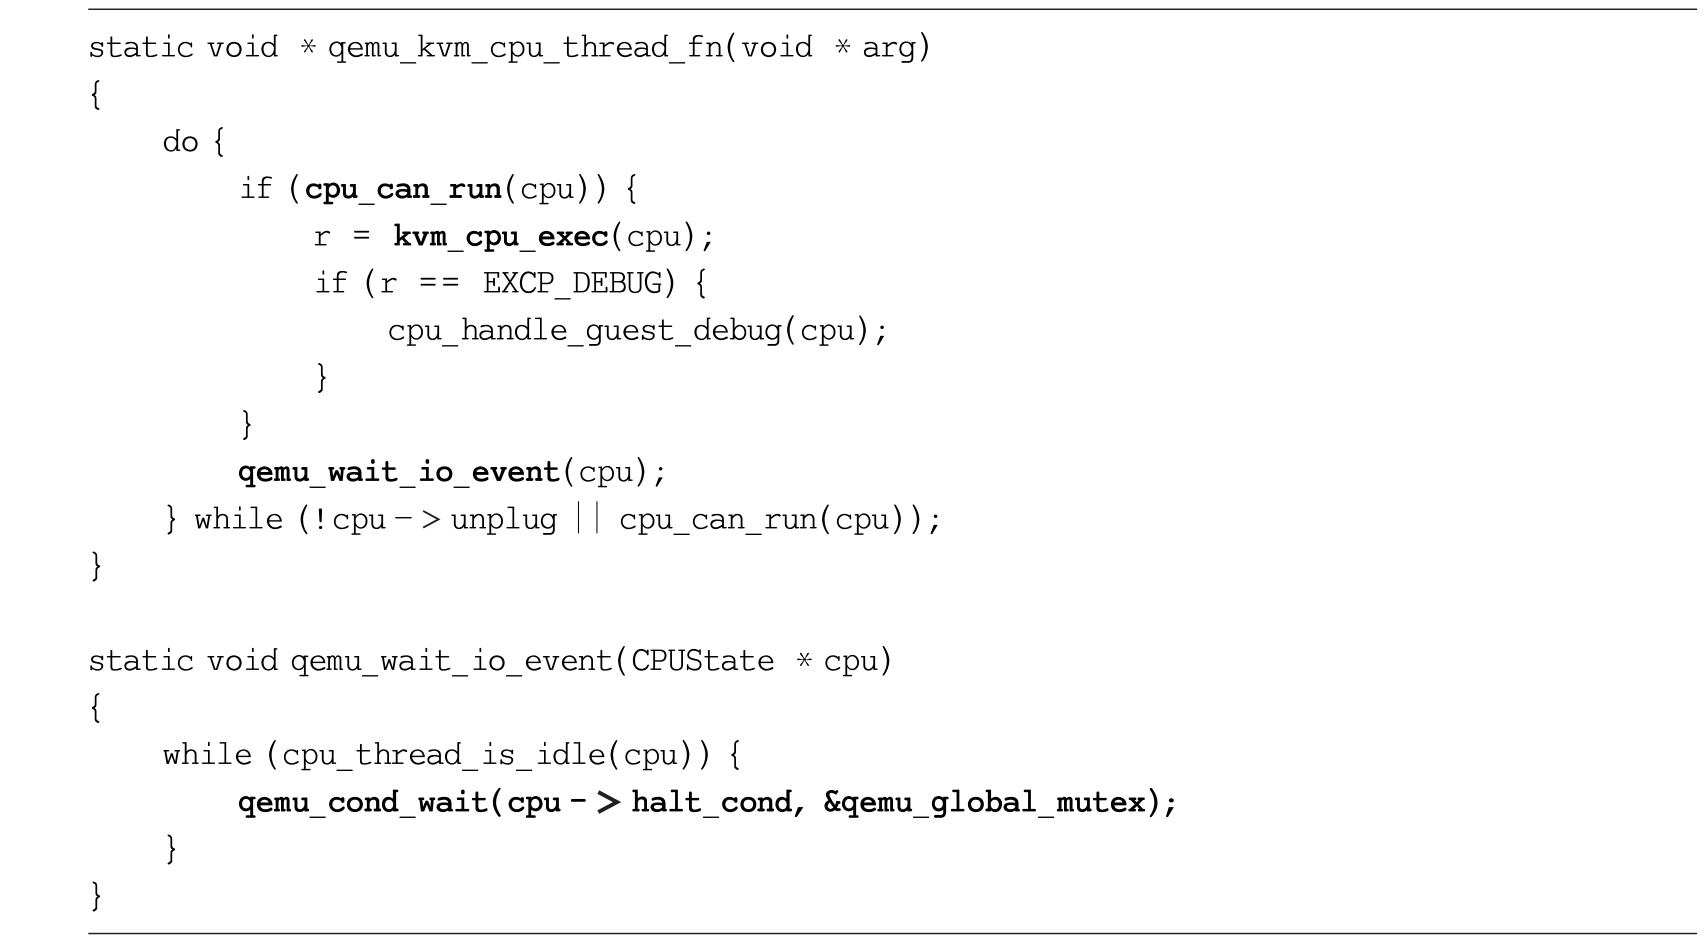 static void * qemu_kvm_cpu_thread_fn(void * arg)
{
do {
if (cpu_can_run(cpu)) {
r = kvm_cpu_exec(cpu);
if (r == EXCP_DEBUG) {
cpu_handle_guest_debug(cpu);
}
}
qemu_wait_io_event(cpu);
} while (!cpu -> unplug || cpu_can_run(cpu));
}
static void qemu_wait_io_event(CPUState * cpu)
{
while (cpu_thread_is_idle(cpu)) {
qemu_cond_wait(cpu -> halt_cond, &qemu_global_mutex);
}
}